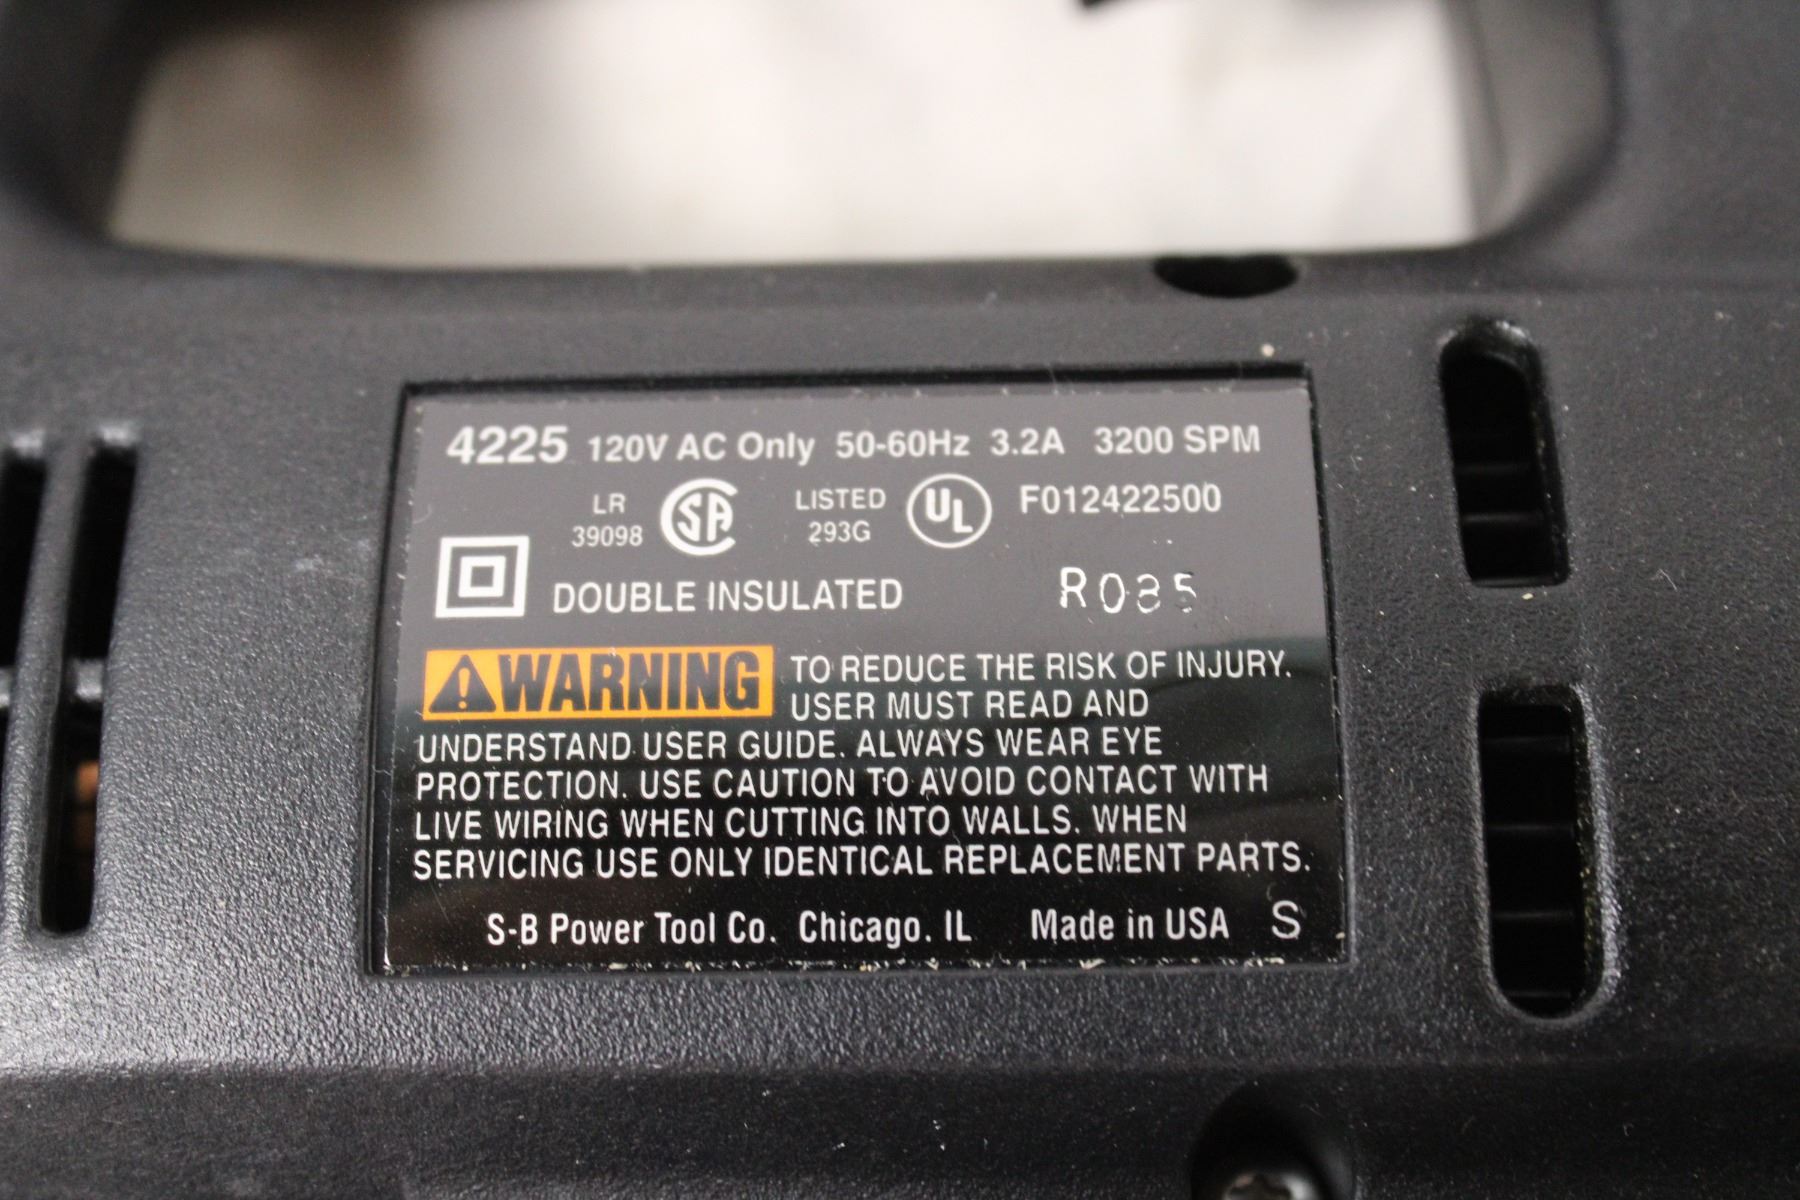 4225 120V AC Only 50-60Hz 3.2A 3200 SPM
LR 39098 SA LISTED 293G UL F012422500
DOUBLE INSULATED R085
WARNING TO REDUCE THE RISK OF INJURY.
USER MUST READ AND
UNDERSTAND USER GUIDE. ALWAYS WEAR EYE
PROTECTION. USE CAUTION TO AVOID CONTACT WITH
LIVE WIRING WHEN CUTTING INTO WALLS. WHEN
SERVICING USE ONLY IDENTICAL REPLACEMENT PARTS.
S-B Power Tool Co. Chicago. IL Made in USA S